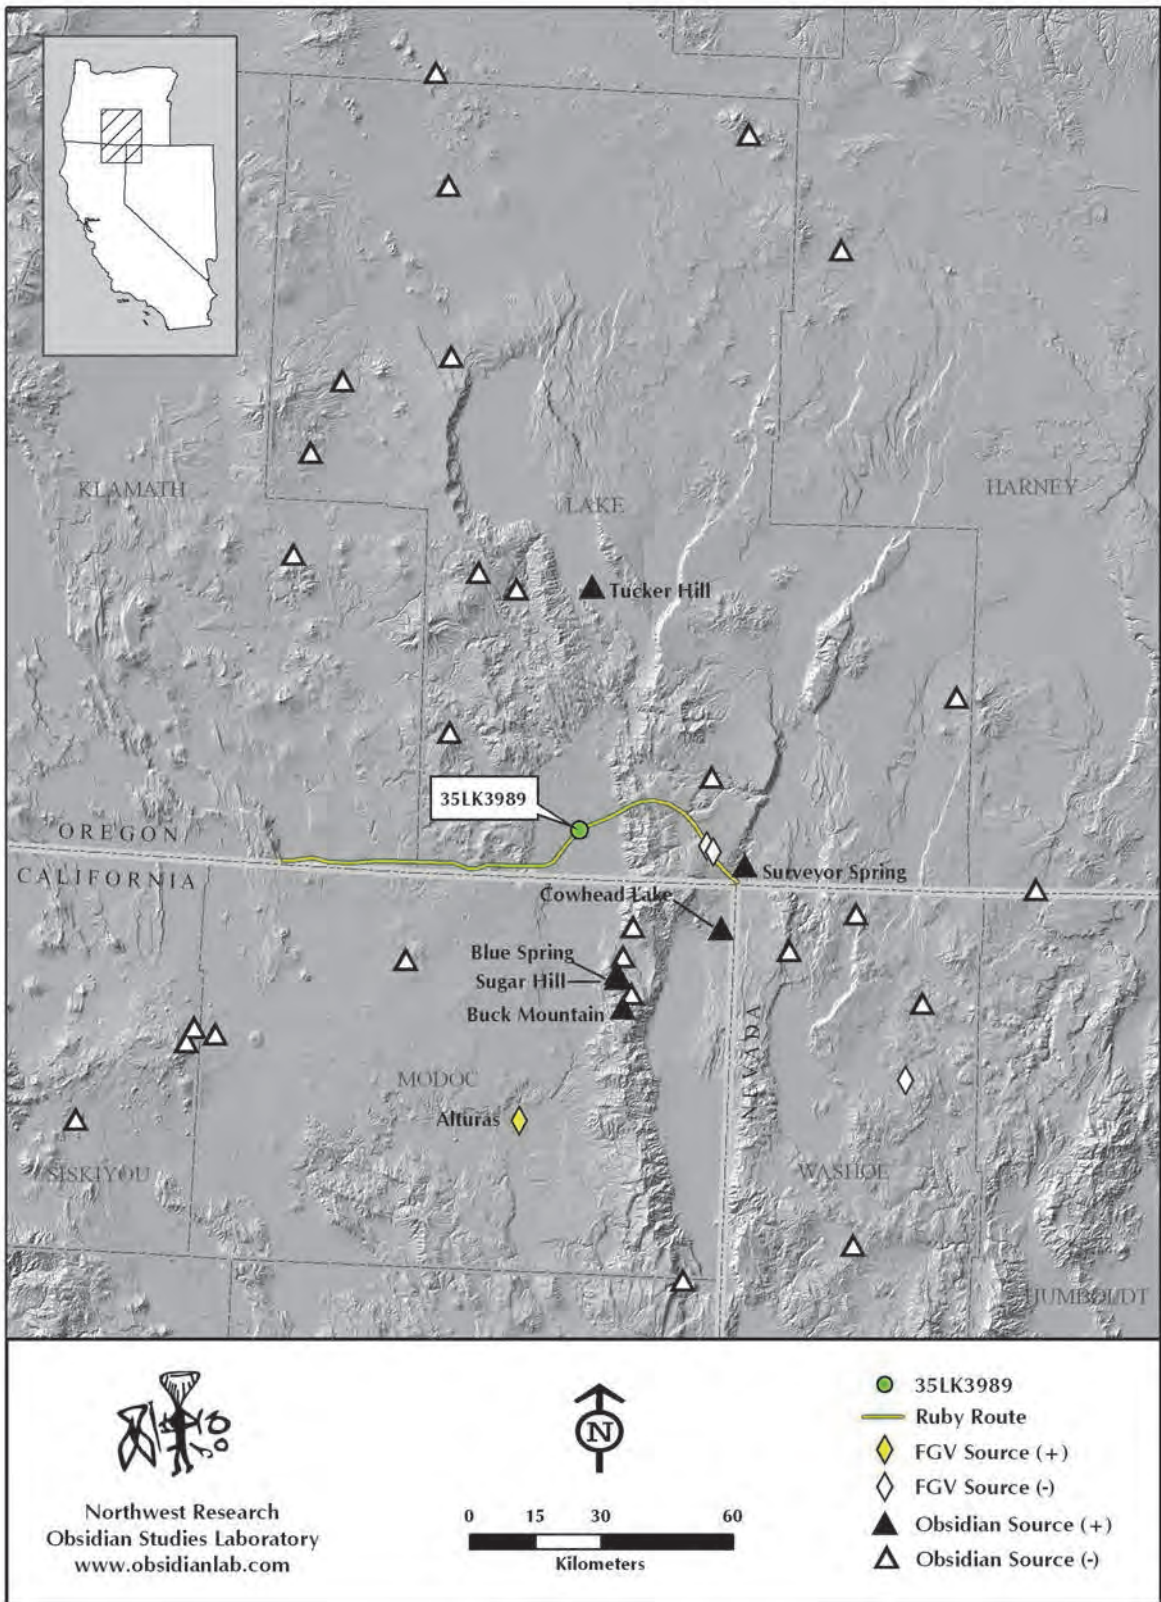 KLAMATH
LAKE
HARNEY
Tucker Hill
35LK3989
OREGON
CALIFORNIA
Surveyor Spring
Cowhead Lake
Blue Spring
Sugar Hill
Buck Mountain
NEVADA
MODOC
Alturas
SISKIYOU
WASHOE
HUMBOLDT
Northwest Research
Obsidian Studies Laboratory
www.obsidianlab.com
N
0 15 30 60
Kilometers
35LK3989
Ruby Route
FGV Source (+)
FGV Source (-)
Obsidian Source (+)
Obsidian Source (-)